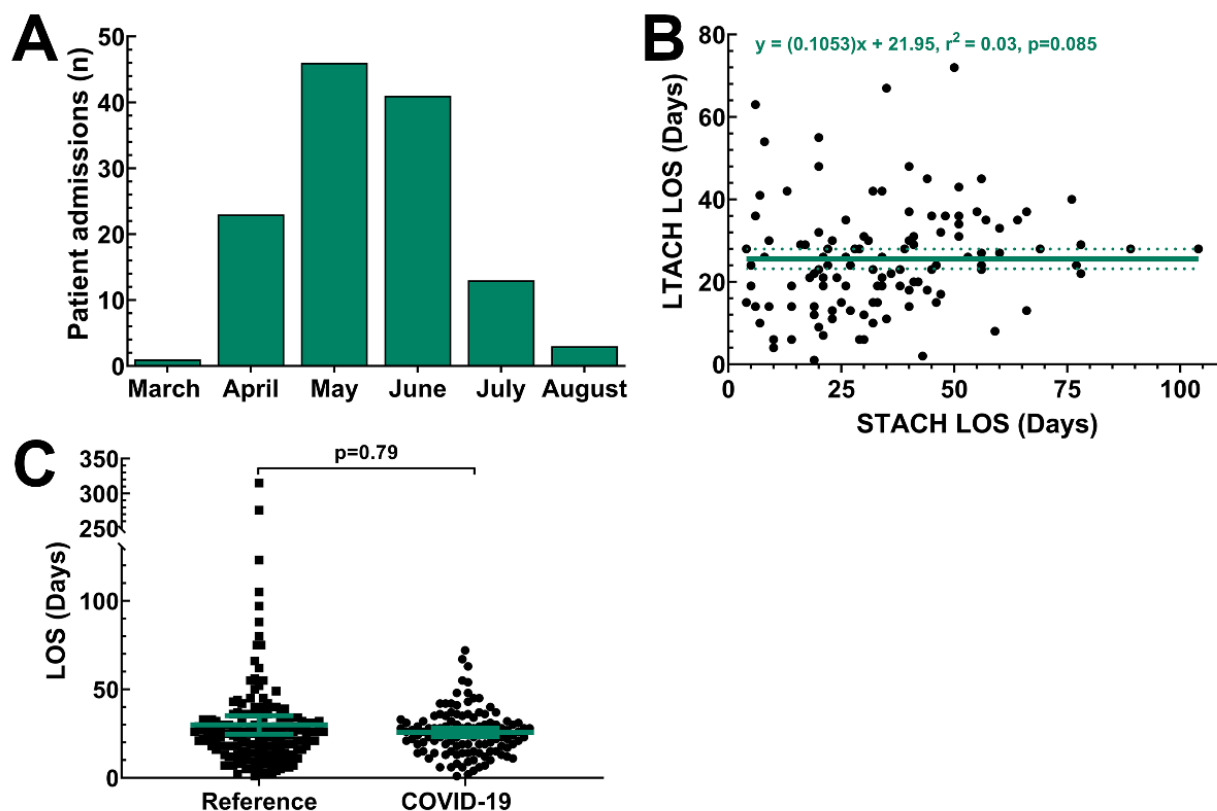 A
Patient admissions (n)
50
40
30
20
10
0
March April May June July August
B
y = (0.1053)x + 21.95, r² = 0.03, p=0.085
LTACH LOS (Days)
80
60
40
20
0
0 25 50 75 100
STACH LOS (Days)
C
p=0.79
LOS (Days)
350
300
250
100
50
0
Reference COVID-19